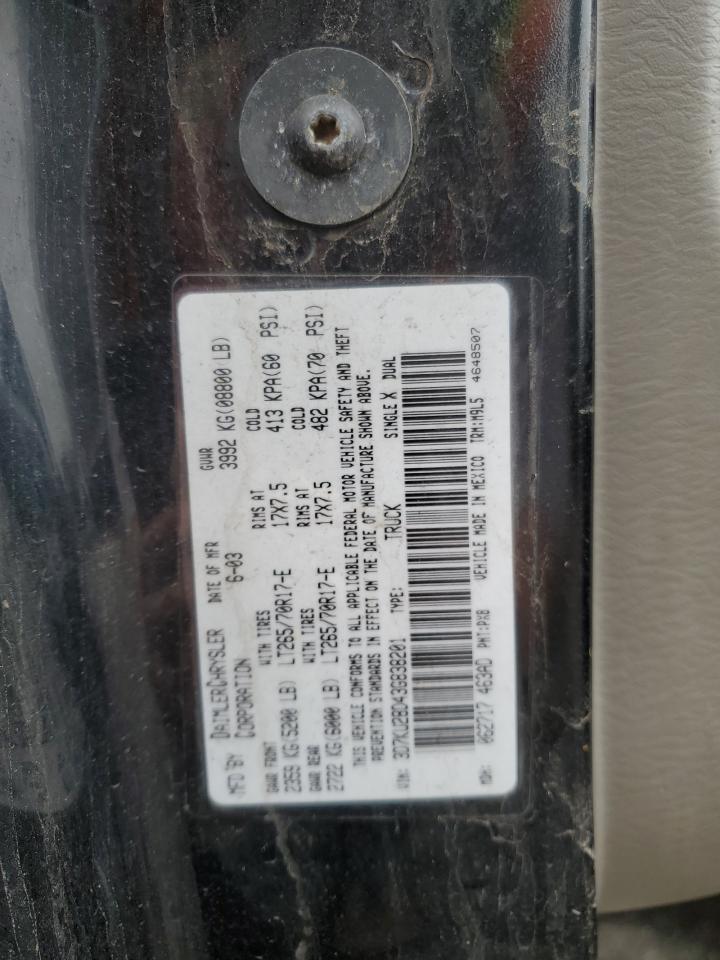 MFD BY DAIMLERCHRYSLER CORPORATION DATE OF MFR 6-03 GVWR 3992 KG(08800 LB)
GAWR FRONT WITH TIRES RIMS AT COLD
2359 KG(5200 LB) LT265/70R17-E 17X7.5 413 KPA(60 PSI)
GAWR REAR WITH TIRES RIMS AT COLD
2722 KG(6000 LB) LT265/70R17-E 17X7.5 482 KPA(70 PSI)
THIS VEHICLE CONFORMS TO ALL APPLICABLE FEDERAL MOTOR VEHICLE SAFETY AND THEFT
PREVENTION STANDARDS IN EFFECT ON THE DATE OF MANUFACTURE SHOWN ABOVE.
VIN: 3D7KU28D43G838201 TYPE: TRUCK SINGLE X DUAL
MDH: 062717 463AD PNT:PXB VEHICLE MADE IN MEXICO TRM:M9L5 4648507